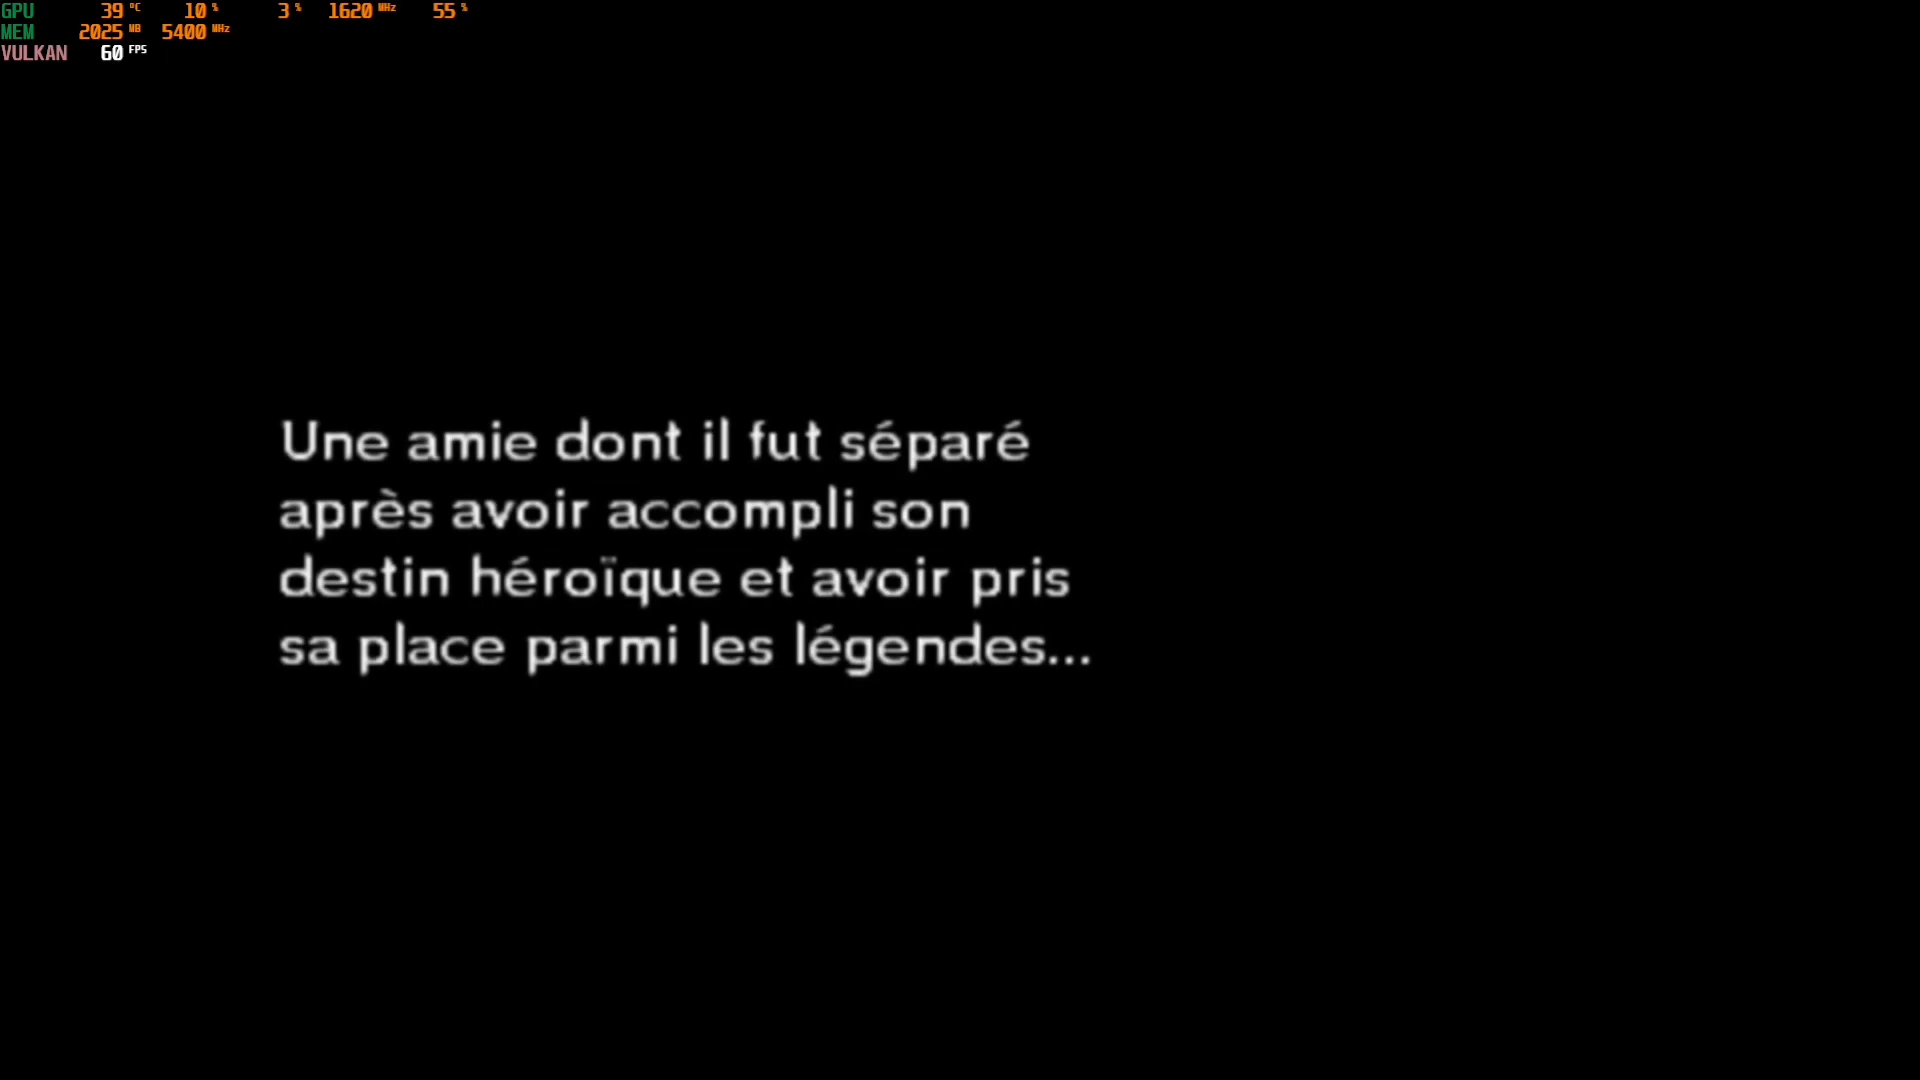 GPU 39 °C 10 % 3 % 1620 MHz 55 %
MEM 2025 MB 5400 MHz
VULKAN 60 FPS
Une amie dont il fut séparé
après avoir accompli son
destin héroïque et avoir pris
sa place parmi les légendes...